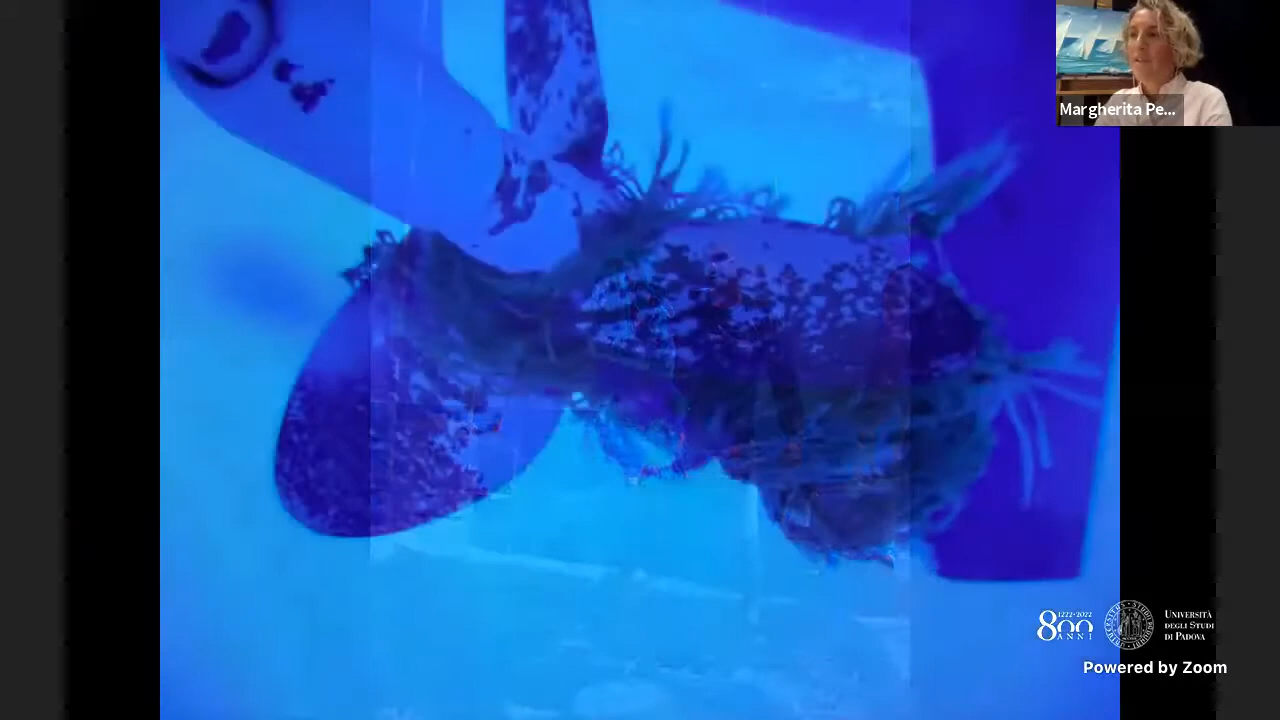 Margherita Pe...
1222-2022
800
ANNI
UNIVERSITÀ
DEGLI STUDI
DI PADOVA
Powered by Zoom